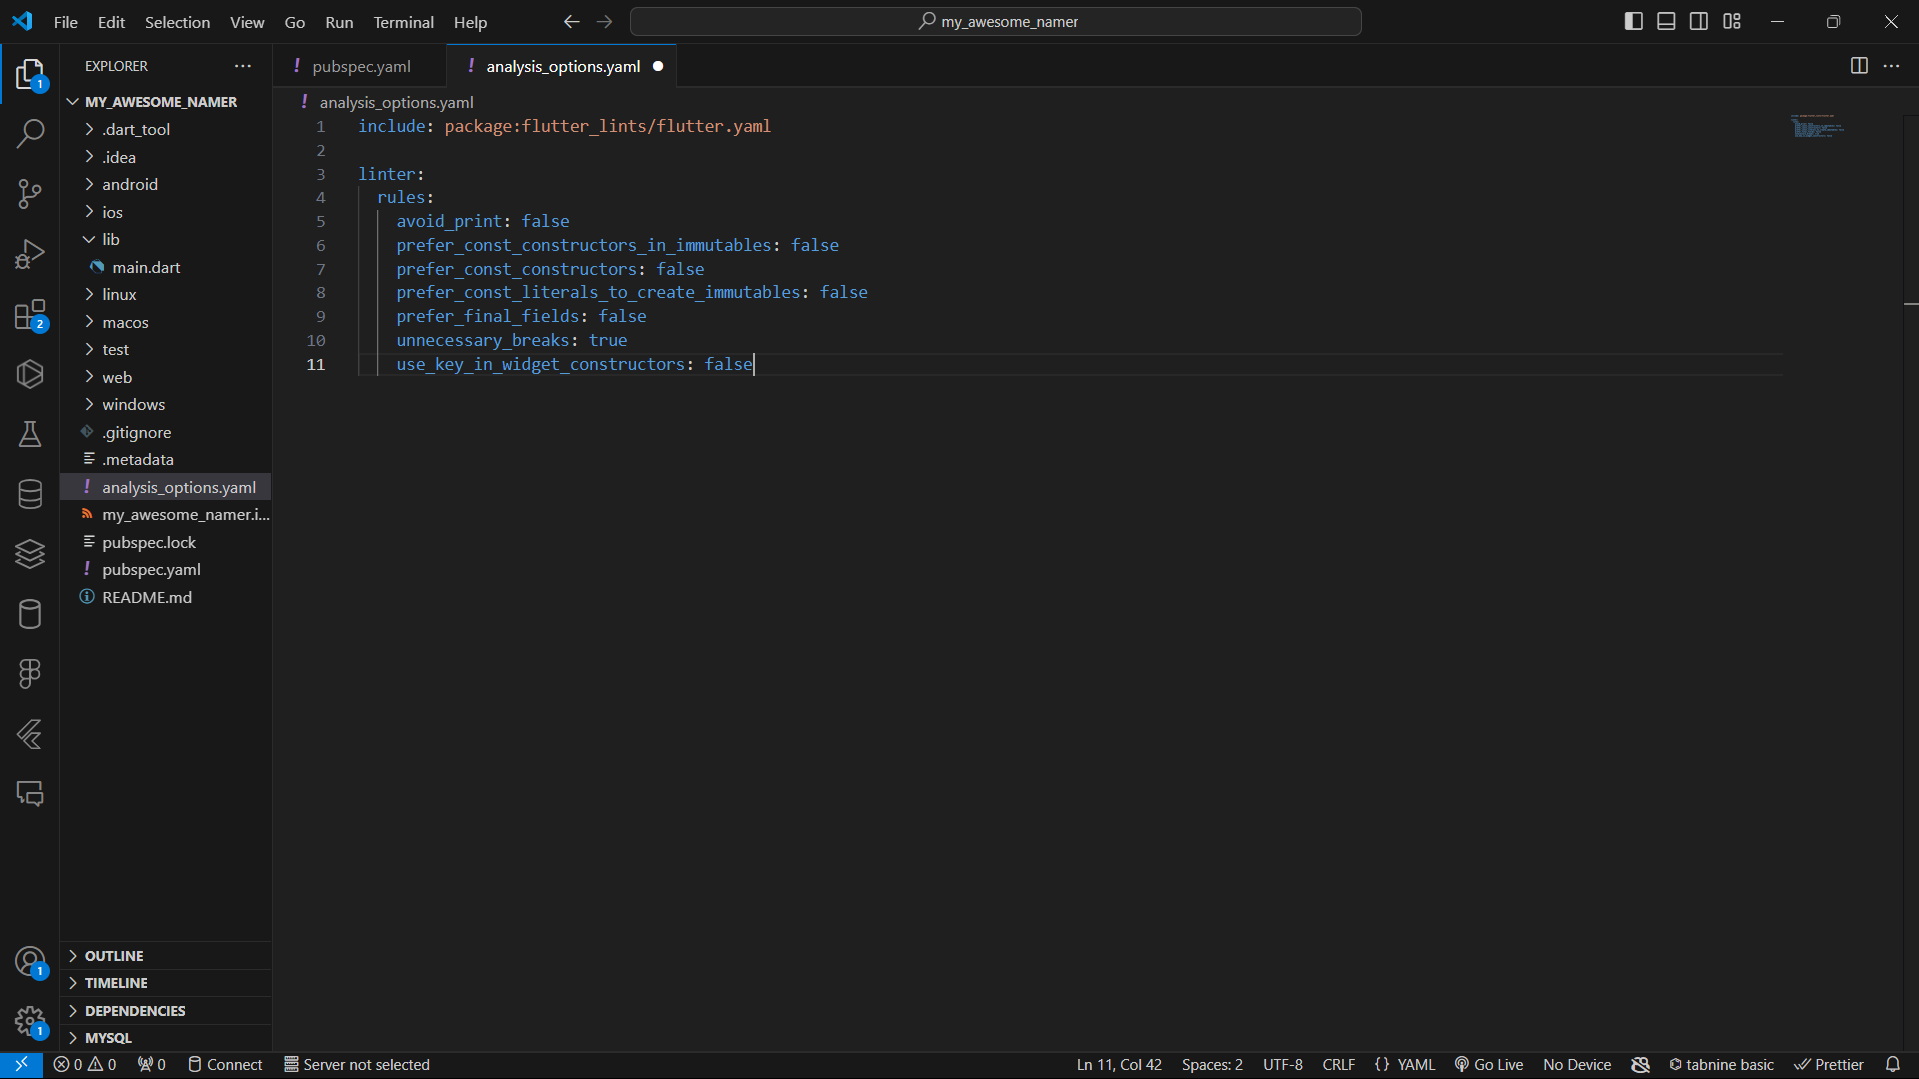 File Edit Selection View Go Run Terminal Help
my_awesome_namer
EXPLORER
pubspec.yaml
analysis_options.yaml
MY_AWESOME_NAMER
.dart_tool
.idea
android
ios
lib
main.dart
linux
macos
test
web
windows
.gitignore
.metadata
analysis_options.yaml
my_awesome_namer.i...
pubspec.lock
pubspec.yaml
README.md
OUTLINE
TIMELINE
DEPENDENCIES
MYSQL
1
2
1
1
analysis_options.yaml
1 include: package:flutter_lints/flutter.yaml
2
3 linter:
4 rules:
5 avoid_print: false
6 prefer_const_constructors_in_immutables: false
7 prefer_const_constructors: false
8 prefer_const_literals_to_create_immutables: false
9 prefer_final_fields: false
10 unnecessary_breaks: true
11 use_key_in_widget_constructors: false
0 0 0 Connect Server not selected Ln 11, Col 42 Spaces: 2 UTF-8 CRLF {} YAML Go Live No Device tabnine basic Prettier